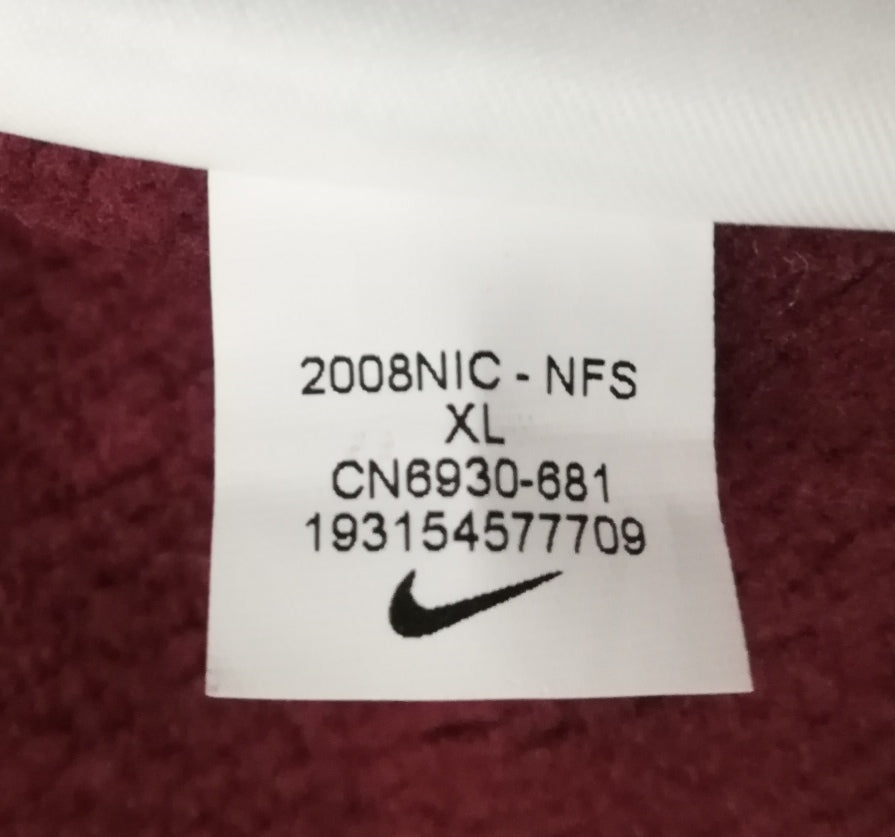 2008NIC - NFS
XL
CN6930-681
193154577709